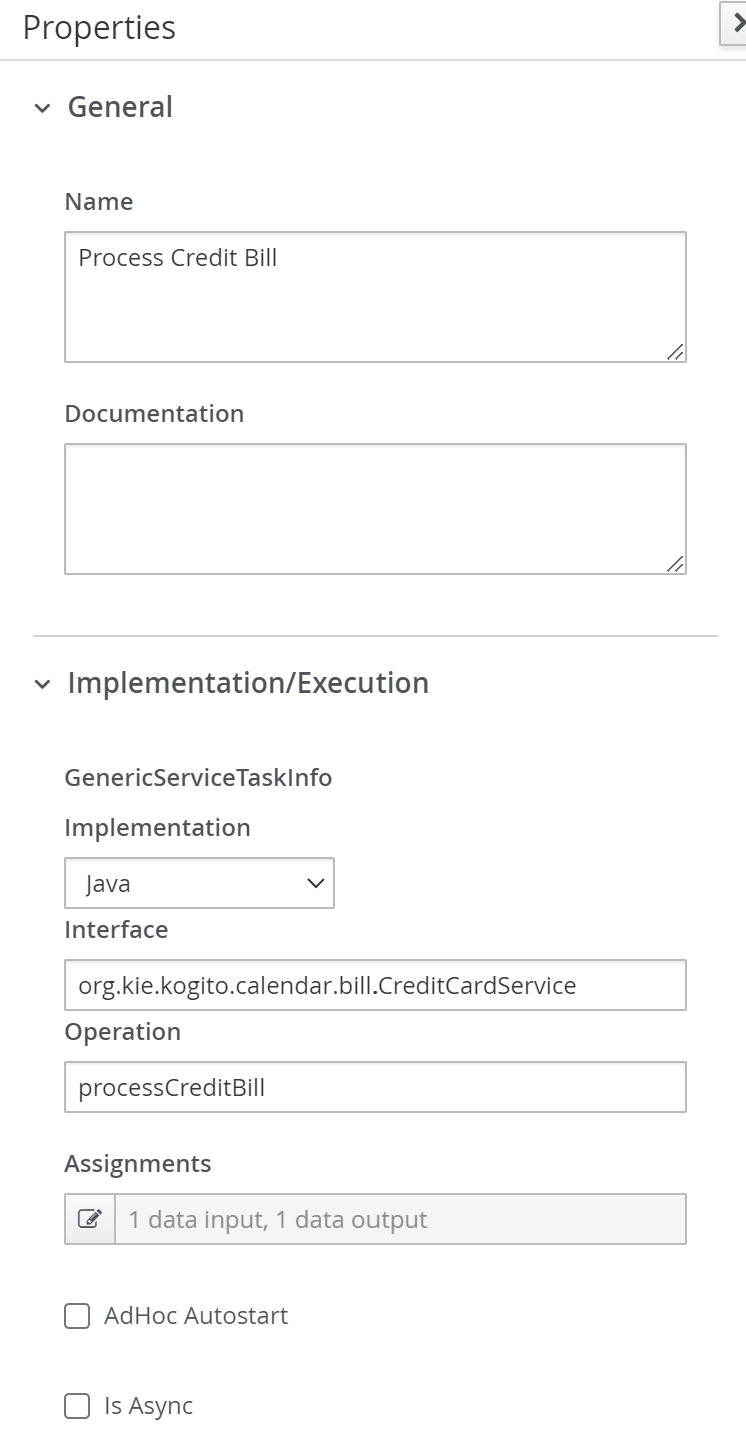 Properties
General
Name
Process Credit Bill
Documentation
Implementation/Execution
GenericServiceTaskInfo
Implementation
Java
Interface
org.kie.kogito.calendar.bill.CreditCardService
Operation
processCreditBill
Assignments
1 data input, 1 data output
AdHoc Autostart
Is Async